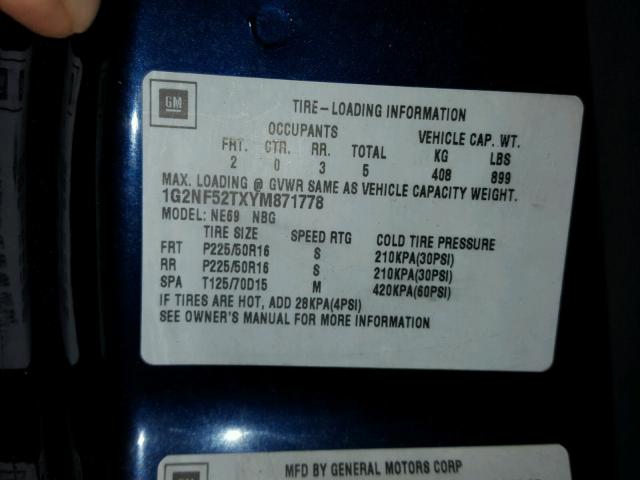 GM
TIRE-LOADING INFORMATION
OCCUPANTS VEHICLE CAP. WT.
FRT. CTR. RR. TOTAL KG LBS
2 0 3 5 408 899
MAX. LOADING @ GVWR SAME AS VEHICLE CAPACITY WEIGHT.
1G2NF52TXYM871778
MODEL: NE69 NBG
TIRE SIZE SPEED RTG COLD TIRE PRESSURE
FRT P225/50R16 S 210KPA(30PSI)
RR P225/50R16 S 210KPA(30PSI)
SPA T125/70D15 M 420KPA(60PSI)
IF TIRES ARE HOT, ADD 28KPA(4PSI)
SEE OWNER'S MANUAL FOR MORE INFORMATION
GM
MFD BY GENERAL MOTORS CORP